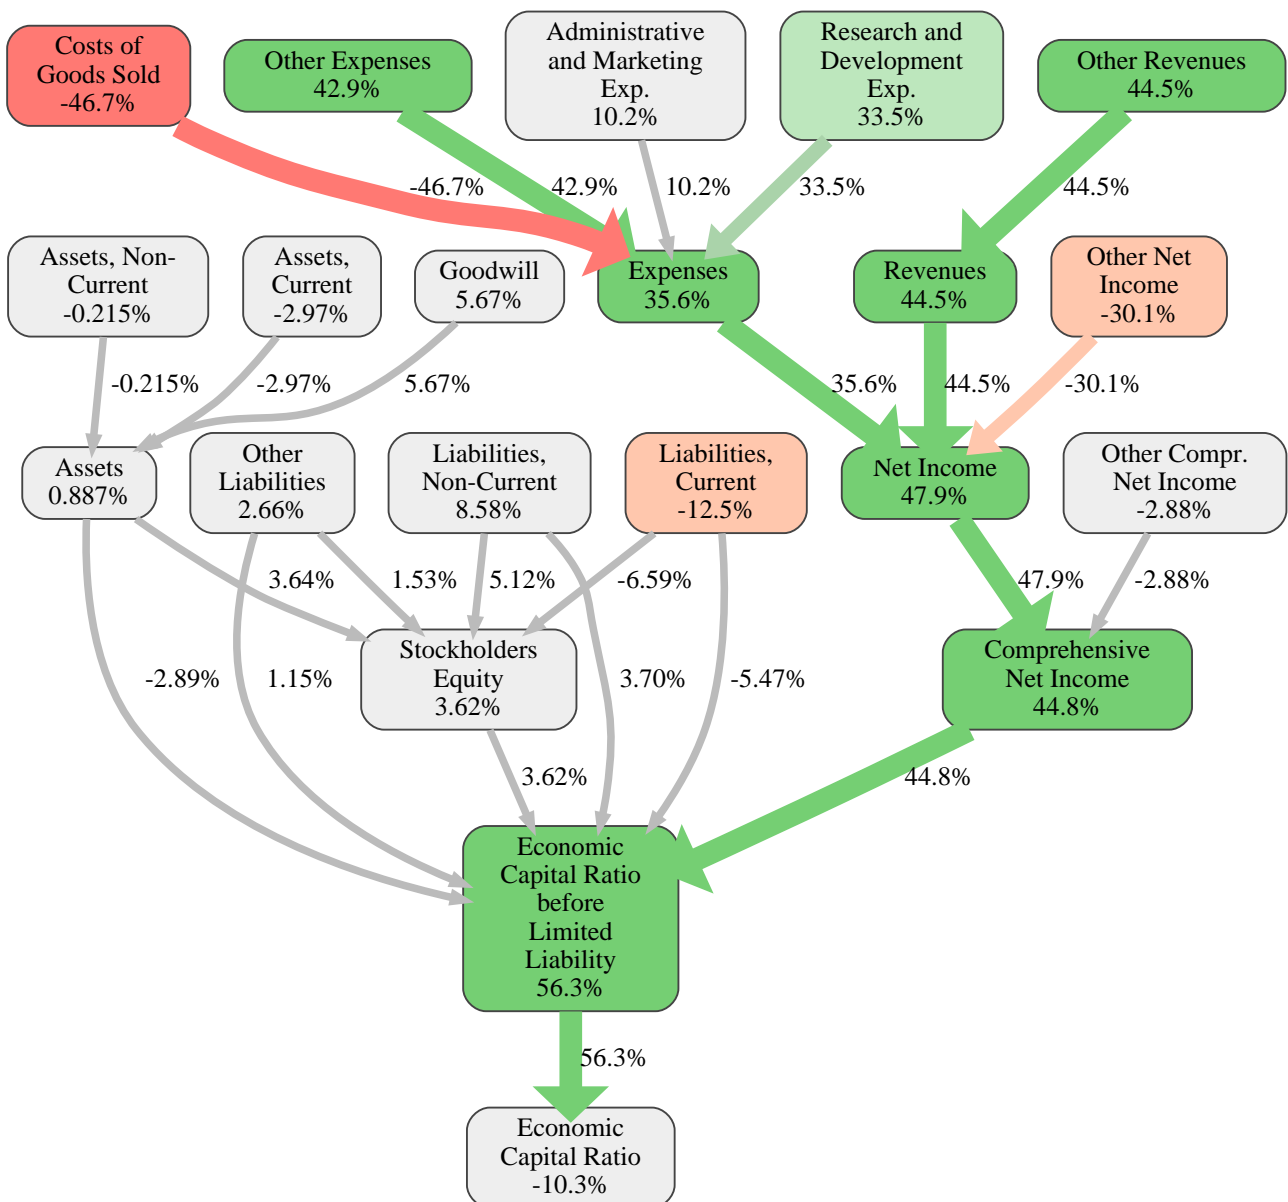 Costs of
Goods Sold
-46.7%
Other Expenses
42.9%
Administrative
and Marketing
Exp.
10.2%
Research and
Development
Exp.
33.5%
Other Revenues
44.5%
-46.7%
42.9%
10.2%
33.5%
44.5%
Assets, Non-
Current
-0.215%
Assets,
Current
-2.97%
Goodwill
5.67%
Expenses
35.6%
Revenues
44.5%
Other Net
Income
-30.1%
-0.215%
-2.97%
5.67%
35.6%
44.5%
-30.1%
Assets
0.887%
Other
Liabilities
2.66%
Liabilities,
Non-Current
8.58%
Liabilities,
Current
-12.5%
Net Income
47.9%
Other Compr.
Net Income
-2.88%
3.64%
1.53%
5.12%
-6.59%
47.9%
-2.88%
-2.89%
1.15%
Stockholders
Equity
3.62%
3.70%
-5.47%
Comprehensive
Net Income
44.8%
3.62%
44.8%
Economic
Capital Ratio
before
Limited
Liability
56.3%
56.3%
Economic
Capital Ratio
-10.3%